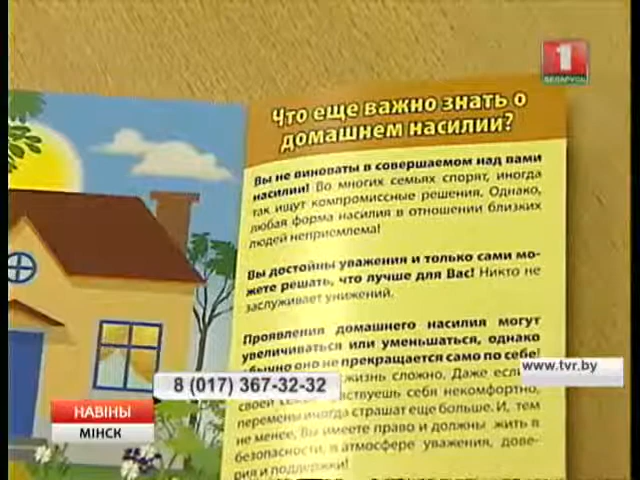 1
БЕЛАРУСЬ
Что еще важно знать о
домашнем насилии?
Вы не виноваты в совершаемом над вами
насилии! Во многих семьях спорят, иногда
так ищут компромиссные решения. Однако,
любая форма насилия в отношении близких
людей неприемлема!
Вы достойны уважения и только сами мо-
жете решать, что лучше для Вас! Никто не
заслуживает унижений.
Проявления домашнего насилия могут
увеличиваться или уменьшаться, однако
обычно оно не прекращается само по себе!
жизнь сложно. Даже если
своей чувствуешь себя некомфортно,
перемены иногда страшат еще больше. И, тем
не менее, Вы имеете право и должны жить в
безопасности, в атмосфере уважения, дове-
рия и поддержки!
www.tvr.by
8 (017) 367-32-32
НАВІНЫ
МІНСК